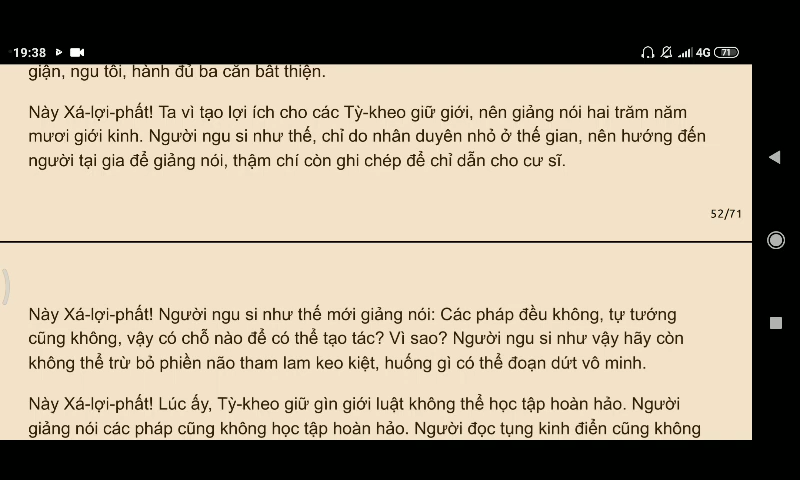 19:38 4G 71
giận, ngu tối, hành đủ ba căn bất thiện.
Này Xá-lợi-phất! Ta vì tạo lợi ích cho các Tỳ-kheo giữ giới, nên giảng nói hai trăm năm
mươi giới kinh. Người ngu si như thế, chỉ do nhân duyên nhỏ ở thế gian, nên hướng đến
người tại gia để giảng nói, thậm chí còn ghi chép để chỉ dẫn cho cư sĩ.
52/71
Này Xá-lợi-phất! Người ngu si như thế mới giảng nói: Các pháp đều không, tự tướng
cũng không, vậy có chỗ nào để có thể tạo tác? Vì sao? Người ngu si như vậy hãy còn
không thể trừ bỏ phiền não tham lam keo kiệt, huống gì có thể đoạn dứt vô minh.
Này Xá-lợi-phất! Lúc ấy, Tỳ-kheo giữ gìn giới luật không thể học tập hoàn hảo. Người
giảng nói các pháp cũng không học tập hoàn hảo. Người đọc tụng kinh điển cũng không